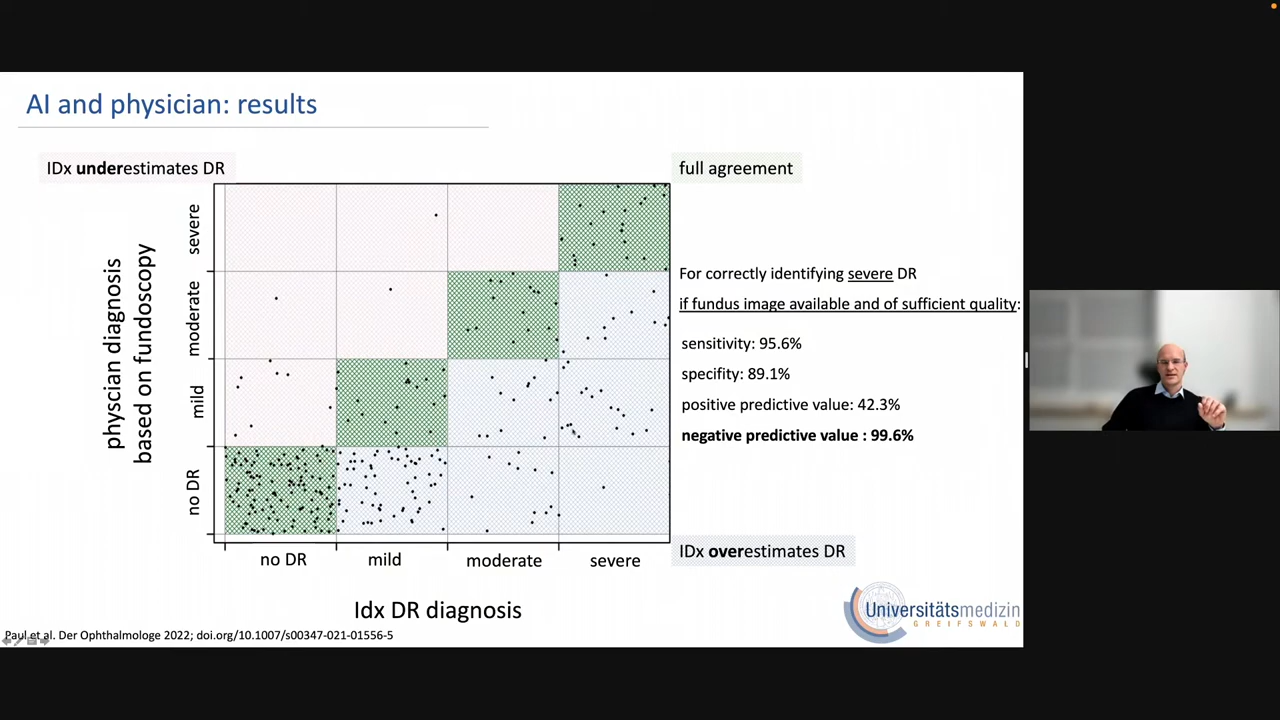 AI and physician: results
IDx underestimates DR
full agreement
physcian diagnosis
based on fundoscopy
severe
moderate
mild
no DR
For correctly identifying severe DR
if fundus image available and of sufficient quality:
sensitivity: 95.6%
specifity: 89.1%
positive predictive value: 42.3%
negative predictive value : 99.6%
IDx overestimates DR
no DR
mild
moderate
severe
Idx DR diagnosis
Universitätsmedizin
GREIFSWALD
Paul et al. Der Ophthalmologe 2022; doi.org/10.1007/s00347-021-01556-5